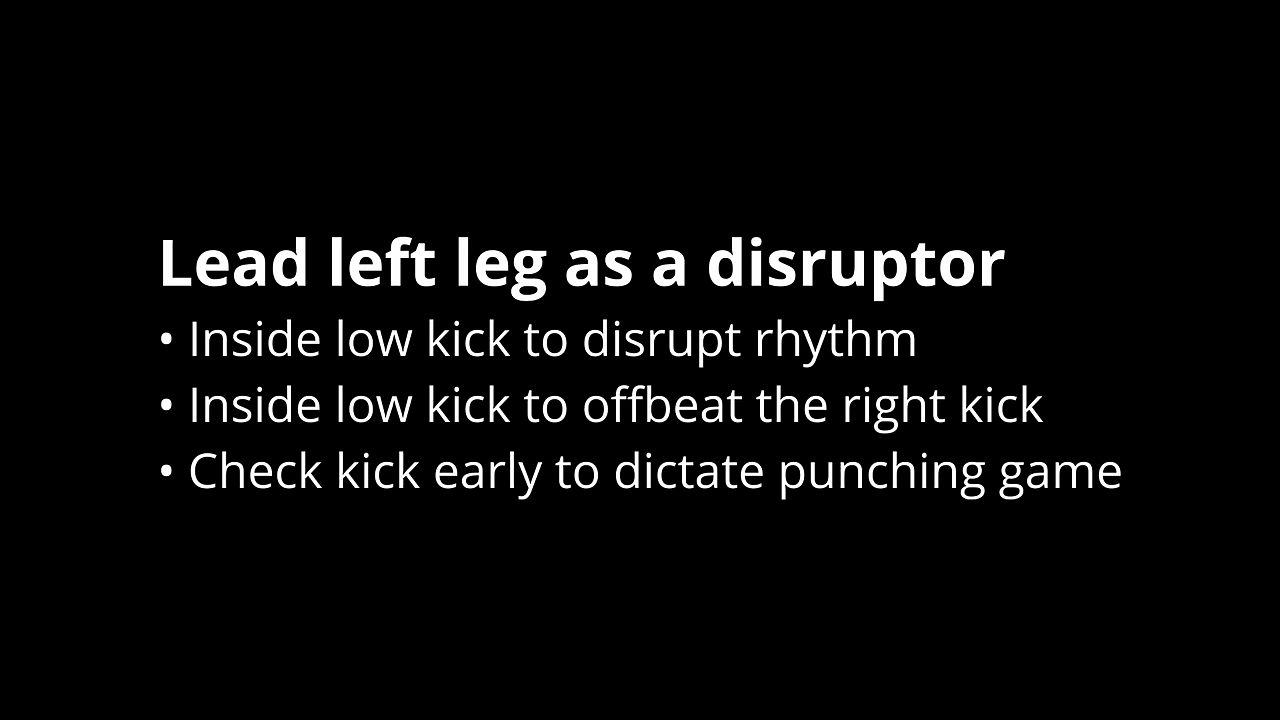 Lead left leg as a disruptor
• Inside low kick to disrupt rhythm
• Inside low kick to offbeat the right kick
• Check kick early to dictate punching game